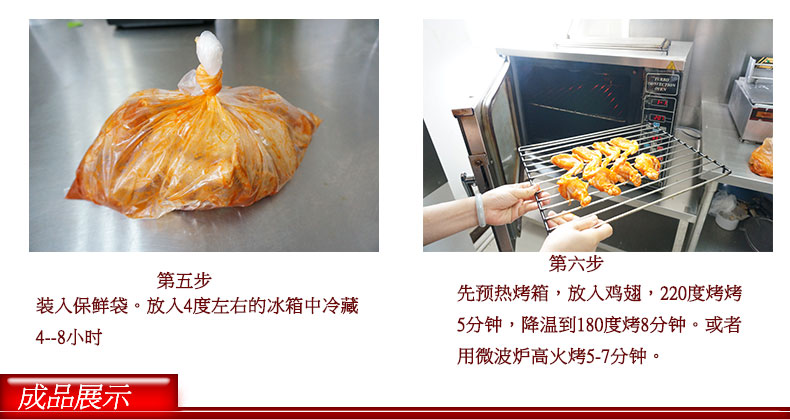 TURBO
CONVECTION
OVEN
第五步
装入保鲜袋。放入4度左右的冰箱中冷藏
4--8小时
第六步
先预热烤箱，放入鸡翅，220度烤烤
5分钟，降温到180度烤8分钟。或者
用微波炉高火烤5-7分钟。
成品展示